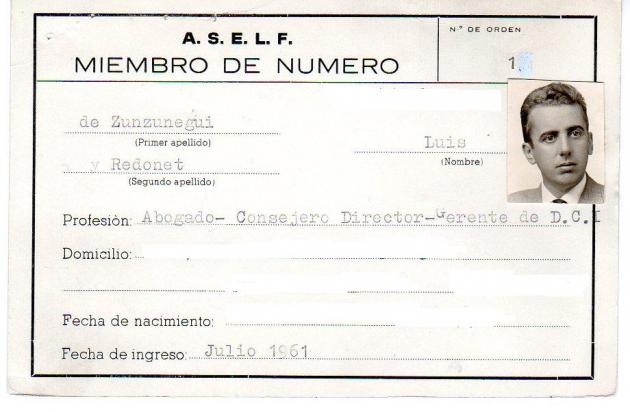 A. S. E. L. F.
MIEMBRO DE NUMERO
Nº DE ORDEN
1
de Zunzunegui
(Primer apellido)
Luis
(Nombre)
y Redonet
(Segundo apellido)
Profesiòn: Abogado- Consejero Director-Gerente de D.C.I
Domicilio:
Fecha de nacimiento:
Fecha de ingreso: Julio 1961